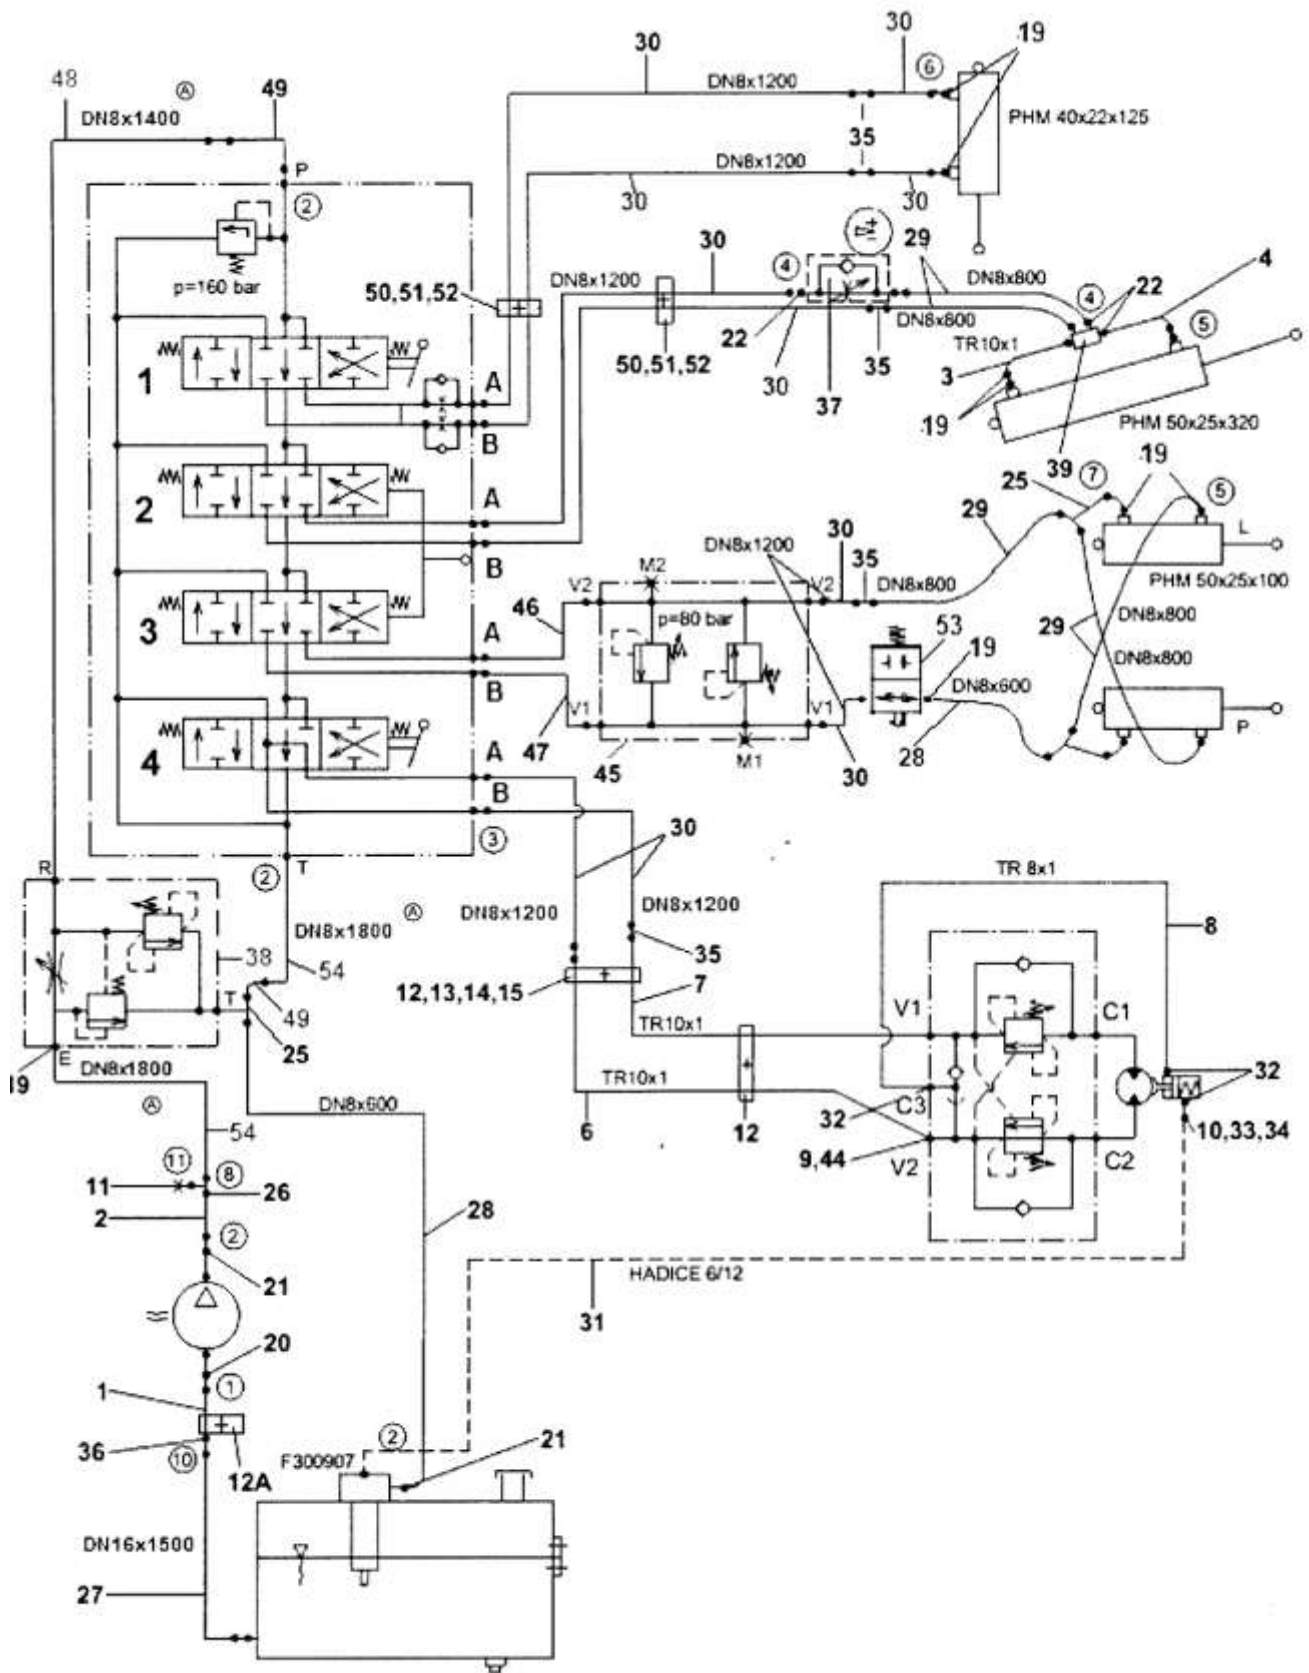 30
30
19
6
48
A
49
DN8x1200
DN8x1400
PHM 40x22x125
35
P
DN8x1200
2
30
30
30
29
4
p=160 bar
DN8x1200
4
DN8x800
4
22
50,51,52
DN8x800
5
22
35
TR10x1
50,51,52
30
3
1
A
37
19
PHM 50x25x320
B
39
19
7
5
25
2
A
29
DN8x1200
30
L
B
M2
35
V2
V2
DN8x800
PHM 50x25x100
46
p=80 bar
DN8x800
3
53
29
A
19
DN8x800
B
DN8x600
V1
V1
P
4
47
28
A
45
M1
30
B
3
30
R
2
T
TR 8x1
A
DN8x1200
DN8x1200
DN8x1800
8
38
54
35
12,13,14,15
7
T
49
V1
C1
TR10x1
25
E
19
DN8x1800
TR10x1
32
A
DN8x600
C3
32
54
6
12
10,33,34
9,44
V2
C2
11
8
11
26
2
28
2
21
HADICE 6/12
31
20
1
1
36
2
21
10
F300907
12A
DN16x1500
27